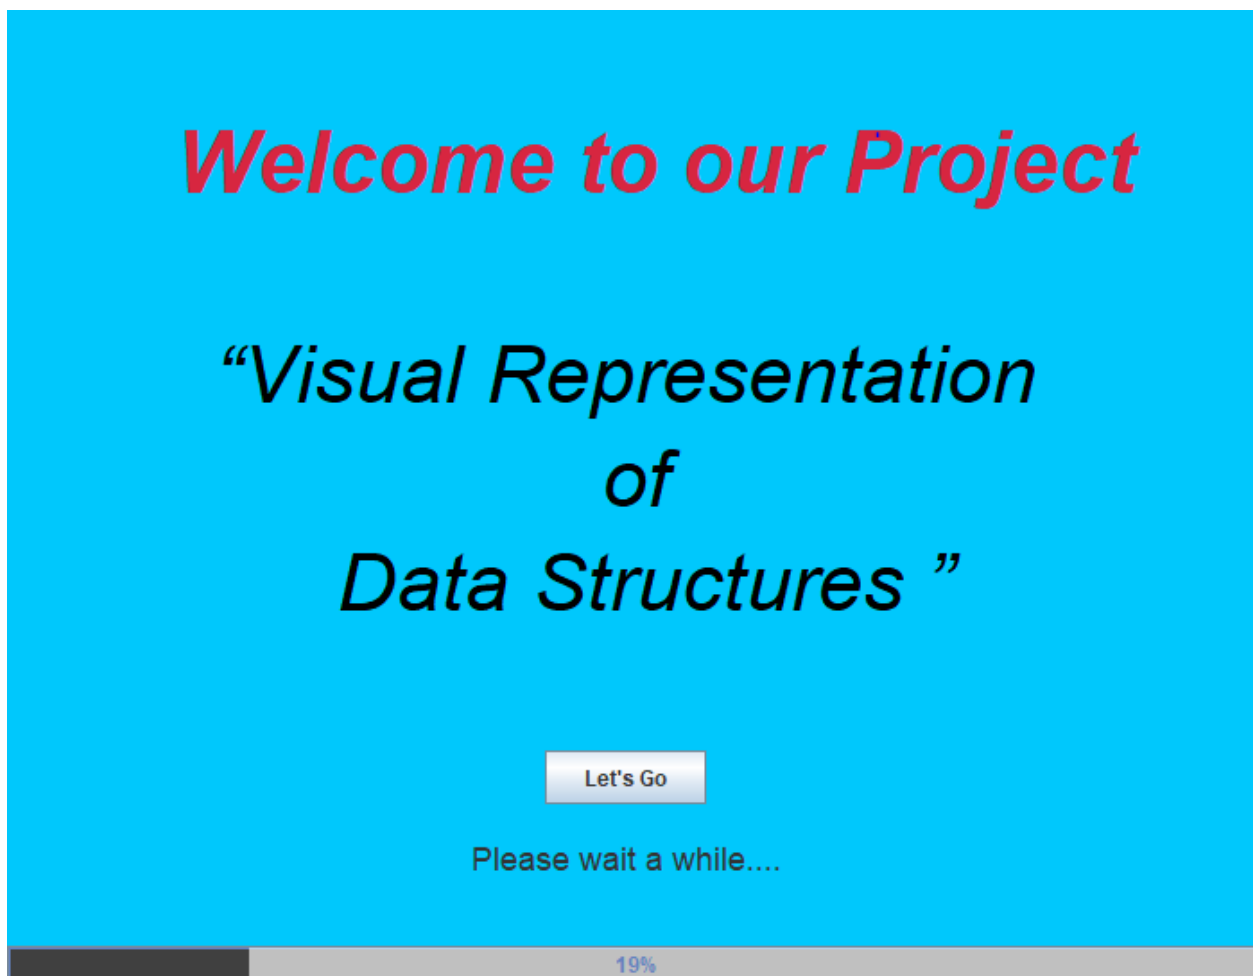 Welcome to our Project
“Visual Representation
of
Data Structures ”
Let's Go
Please wait a while....
19%